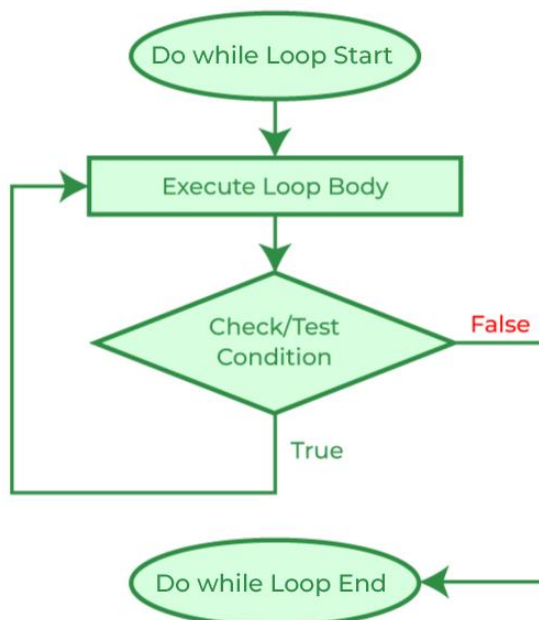 Do while Loop Start
Execute Loop Body
Check/Test
Condition
False
True
Do while Loop End